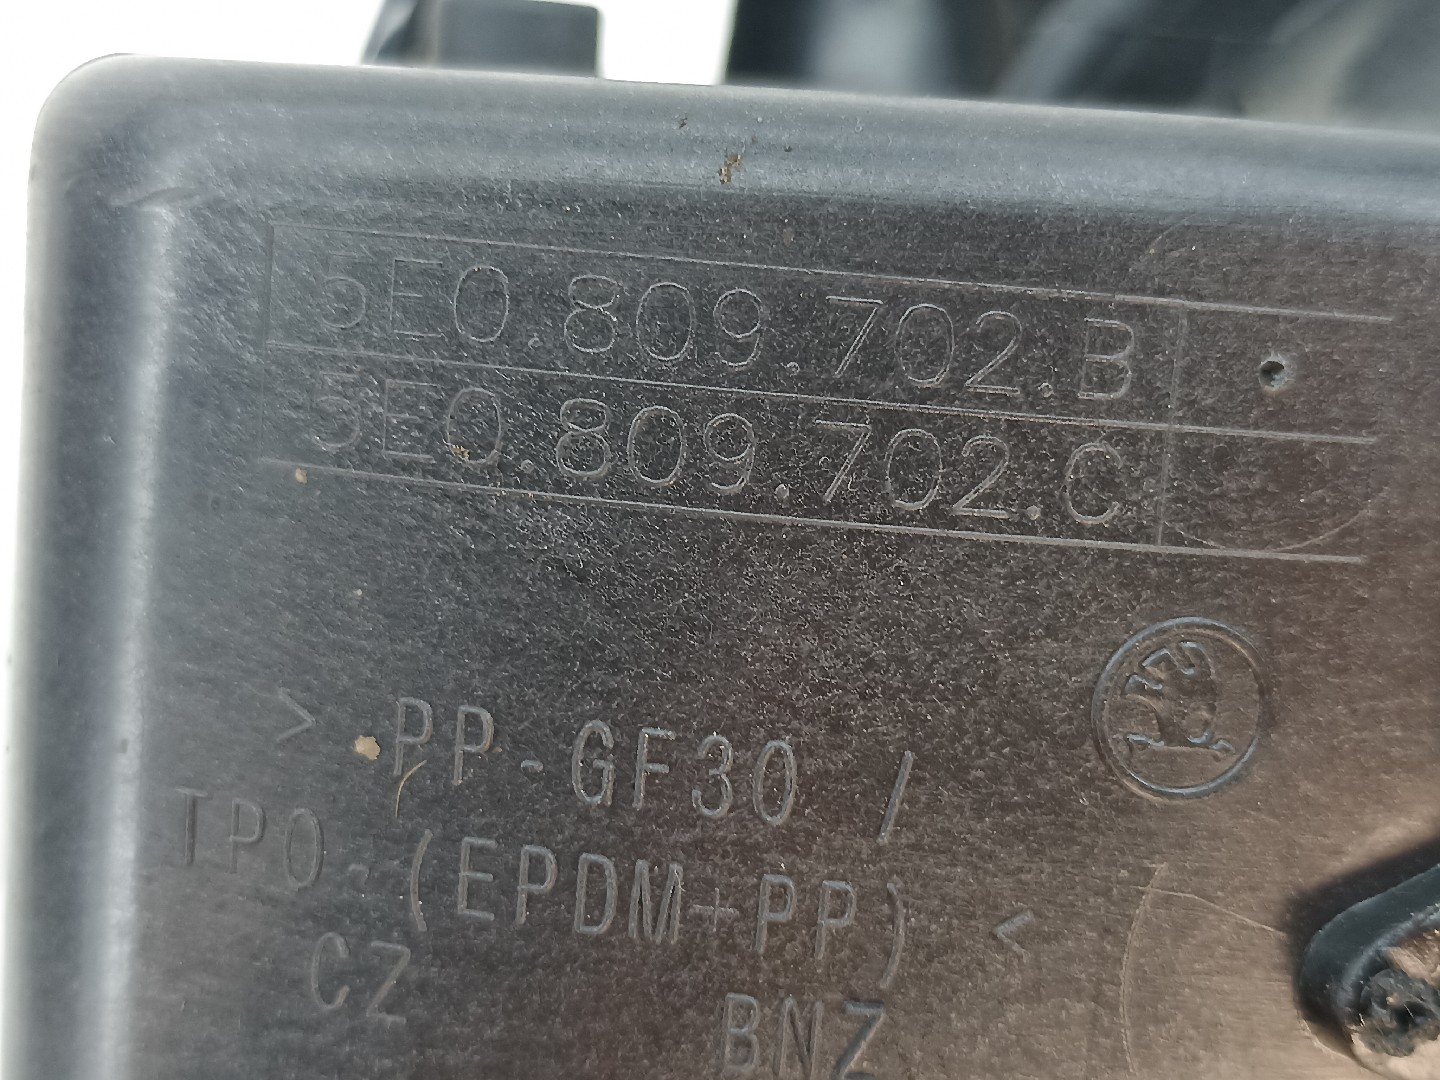 5E0.809.702.B
5E0.809.702.C
> PP-GF30 /
TPO-(EPDM+PP) <
CZ BNZ